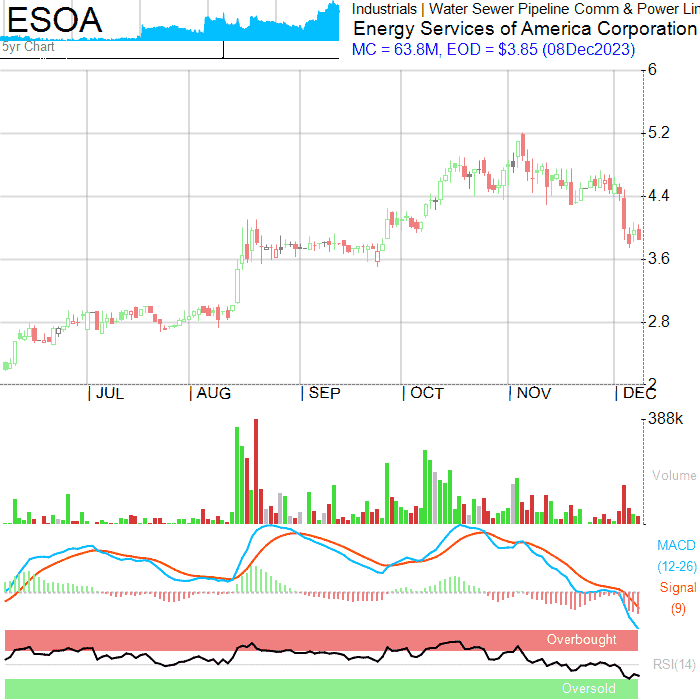 ESOA
5yr Chart
Industrials | Water Sewer Pipeline Comm & Power Lin
Energy Services of America Corporation
MC = 63.8M, EOD = $3.85 (08Dec2023)
6
5.2
4.4
3.6
2.8
2
| JUL | AUG | SEP | OCT | NOV | DEC
388k
Volume
MACD
(12-26)
Signal
(9)
Overbought
RSI(14)
Oversold